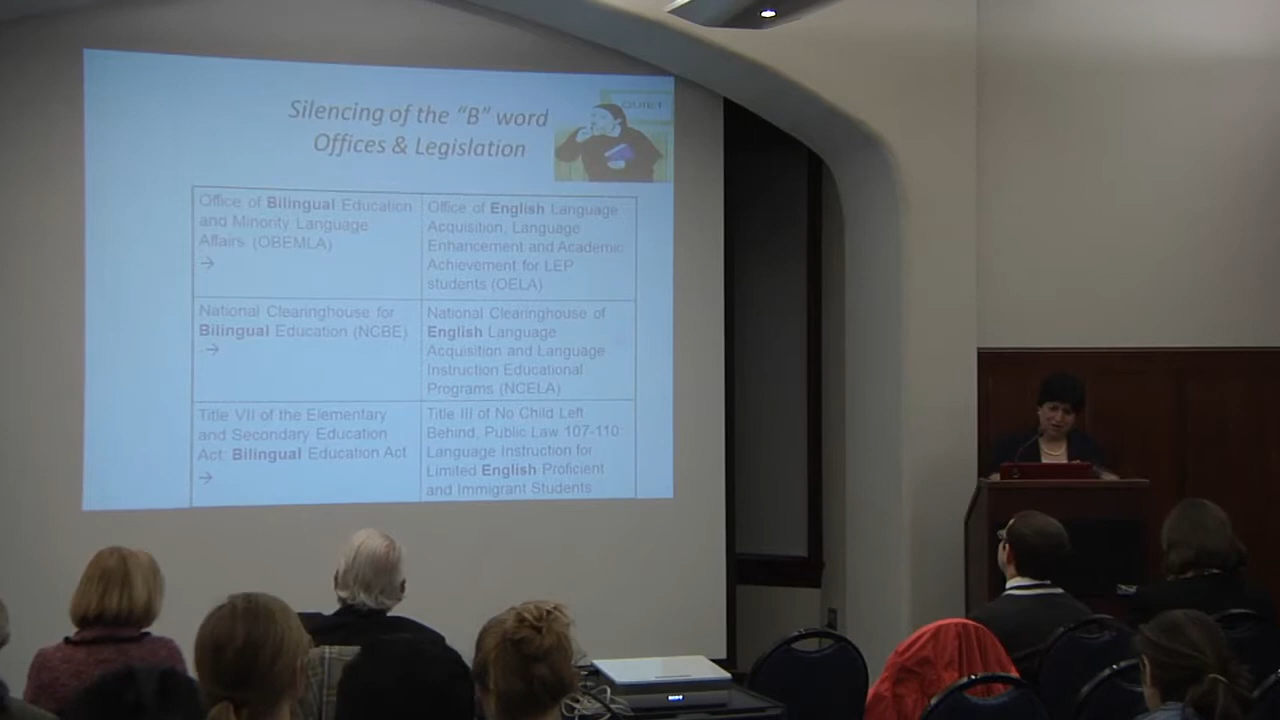 Silencing of the "B" word
Offices & Legislation
QUIET
Office of Bilingual Education
and Minority Language
Affairs (OBEMLA)
→
Office of English Language
Acquisition, Language
Enhancement and Academic
Achievement for LEP
students (OELA)
National Clearinghouse for
Bilingual Education (NCBE)
→
National Clearinghouse of
English Language
Acquisition and Language
Instruction Educational
Programs (NCELA)
Title VII of the Elementary
and Secondary Education
Act: Bilingual Education Act
→
Title III of No Child Left
Behind, Public Law 107-110:
Language Instruction for
Limited English Proficient
and Immigrant Students